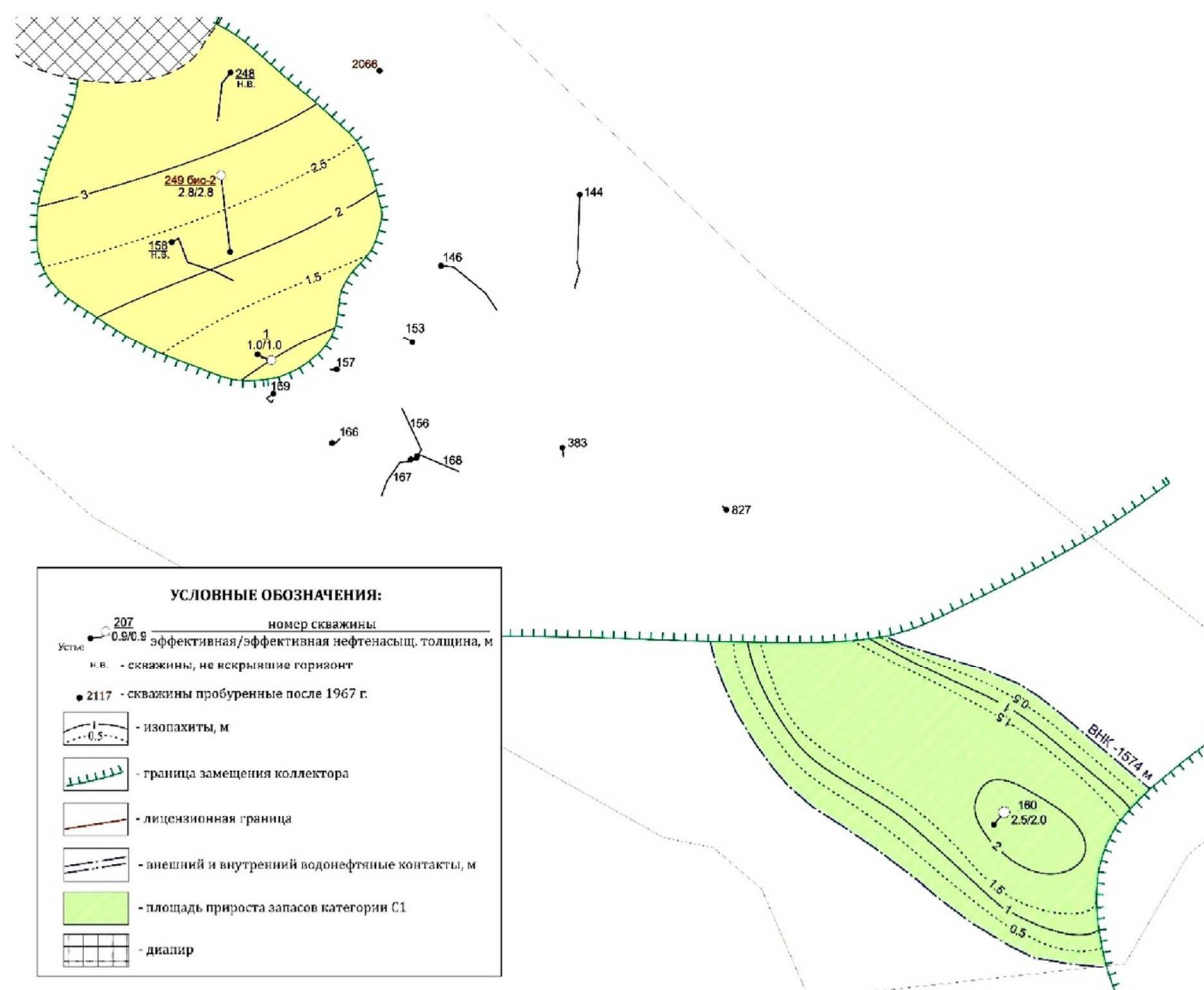 2066
248
н.в.
144
2.5
249 бис-2
2.8/2.8
3
2
158
н.в.
146
1.5
153
1
1.0/1.0
157
159
166
156
168
167
383
827
УСЛОВНЫЕ ОБОЗНАЧЕНИЯ:
207
0.9/0.9
номер скважины
эффективная/эффективная нефтенасыщ. толщина, м
Устье
н.в. - скважины, не вскрывшие горизонт
2117 - скважины пробуренные после 1967 г.
1
0.5
- изопахиты, м
- граница замещения коллектора
- лицензионная граница
- внешний и внутренний водонефтяные контакты, м
- площадь прироста запасов категории С1
- диапир
0.5
1
1.5
ВНК -1574 м
160
2.5/2.0
2
1.5
1
0.5